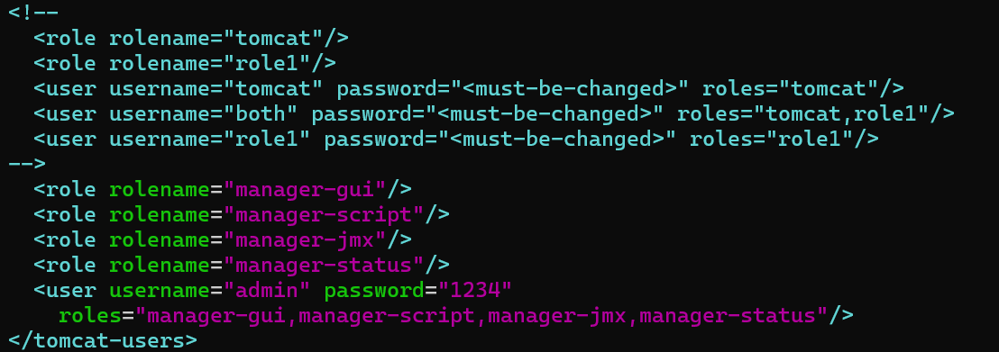 <!--
  <role rolename="tomcat"/>
  <role rolename="role1"/>
  <user username="tomcat" password="<must-be-changed>" roles="tomcat"/>
  <user username="both" password="<must-be-changed>" roles="tomcat,role1"/>
  <user username="role1" password="<must-be-changed>" roles="role1"/>
-->
  <role rolename="manager-gui"/>
  <role rolename="manager-script"/>
  <role rolename="manager-jmx"/>
  <role rolename="manager-status"/>
  <user username="admin" password="1234"
    roles="manager-gui,manager-script,manager-jmx,manager-status"/>
</tomcat-users>